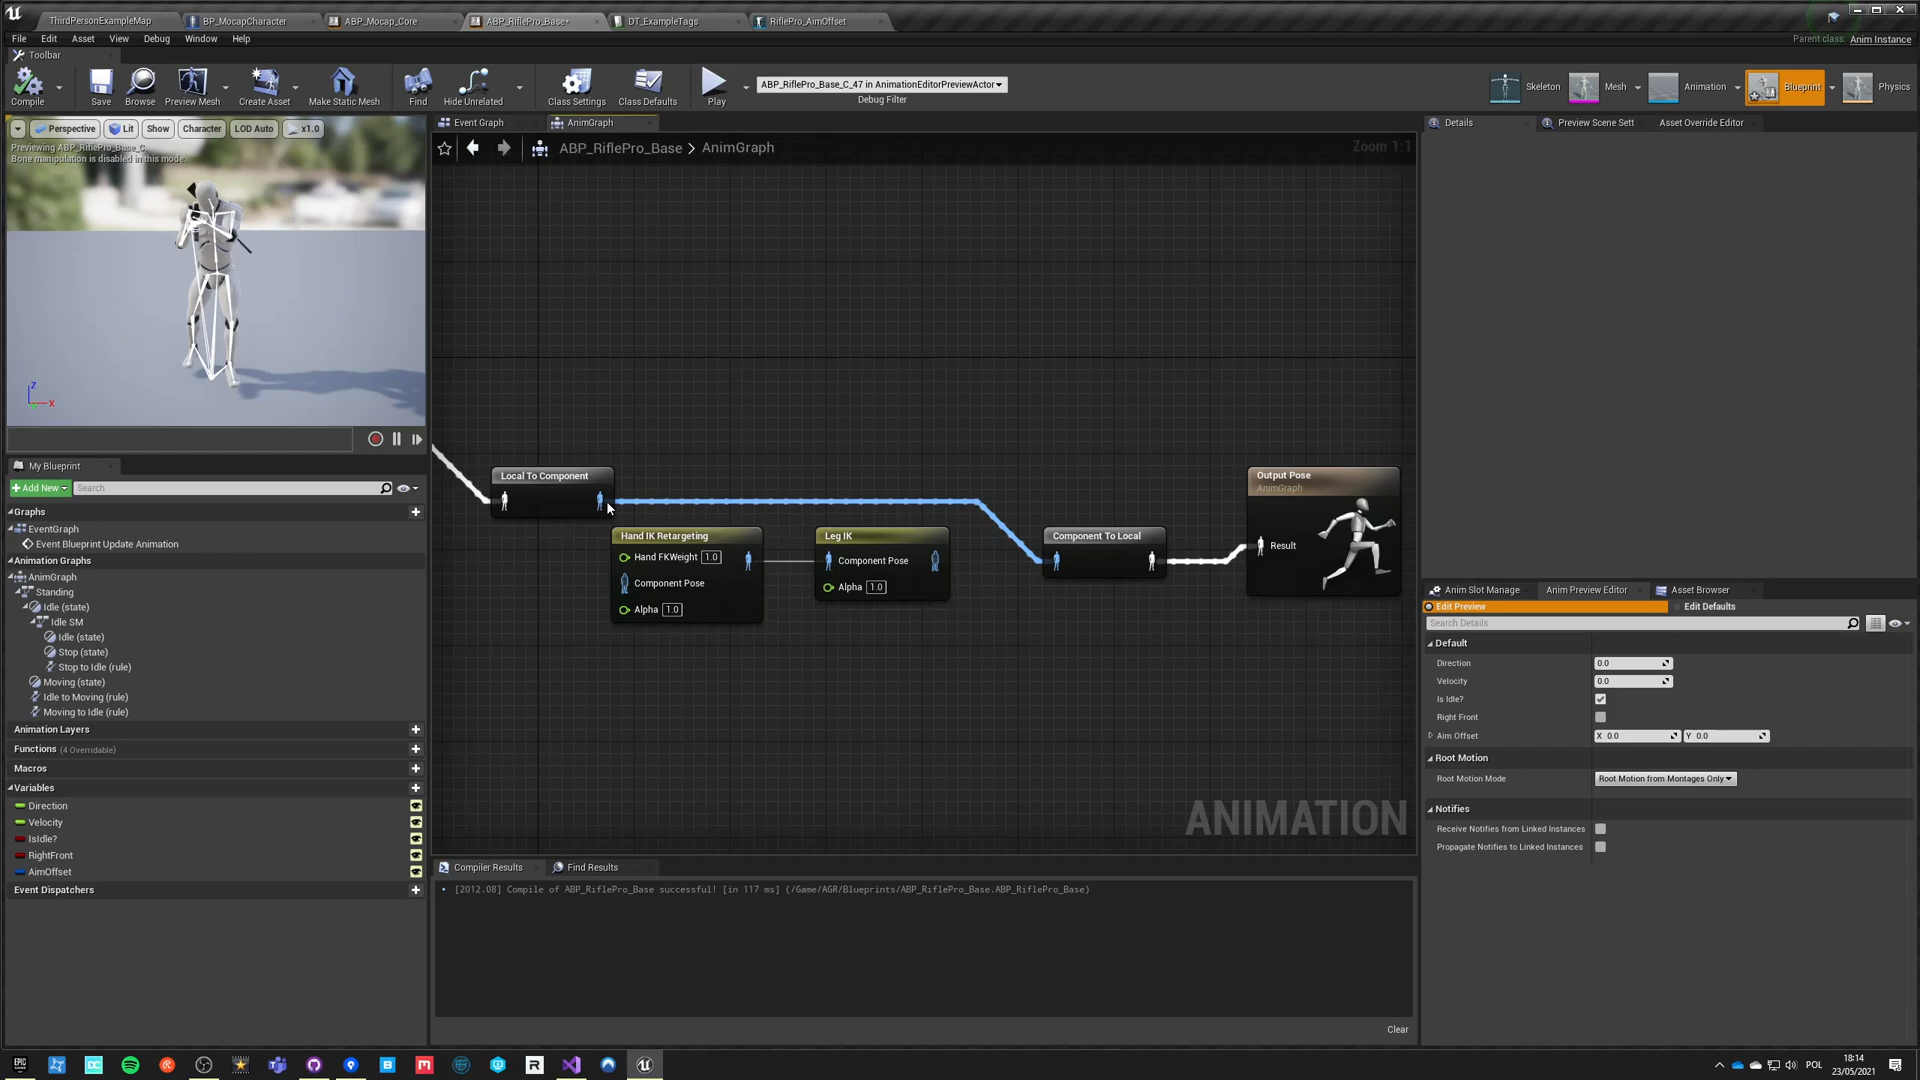 ThirdPersonExampleMap
BP_MocapCharacter
ABP_Mocap_Core
ABP_RiflePro_Base*
DT_ExampleTags
RiflePro_AimOffset
File Edit Asset View Debug Window Help
Parent class: Anim Instance
Toolbar
Compile
Save
Browse
Preview Mesh
Create Asset
Make Static Mesh
Find
Hide Unrelated
Class Settings
Class Defaults
Play
ABP_RiflePro_Base_C_47 in AnimationEditorPreviewActor
Debug Filter
Skeleton
Mesh
Animation
Blueprint
Physics
Perspective
Lit
Show
Character
LOD Auto
x1.0
Previewing ABP_RiflePro_Base_C.
Bone manipulation is disabled in this mode.
Z
X
Event Graph
AnimGraph
ABP_RiflePro_Base > AnimGraph
Zoom 1:1
Local To Component
Hand IK Retargeting
Hand FKWeight 1.0
Component Pose
Alpha 1.0
Leg IK
Component Pose
Alpha 1.0
Component To Local
Output Pose
AnimGraph
Result
ANIMATION
My Blueprint
Add New
Search
Graphs
EventGraph
Event Blueprint Update Animation
Animation Graphs
AnimGraph
Standing
Idle (state)
Idle SM
Idle (state)
Stop (state)
Stop to Idle (rule)
Moving (state)
Idle to Moving (rule)
Moving to Idle (rule)
Animation Layers
Functions (4 Overridable)
Macros
Variables
Direction
Velocity
IsIdle?
RightFront
AimOffset
Event Dispatchers
Compiler Results
Find Results
[2012.08] Compile of ABP_RiflePro_Base successful! [in 117 ms] (/Game/AGR/Blueprints/ABP_RiflePro_Base.ABP_RiflePro_Base)
Clear
Details
Preview Scene Sett
Asset Override Editor
Anim Slot Manage
Anim Preview Editor
Asset Browser
Edit Preview
Edit Defaults
Search Details
Default
Direction 0.0
Velocity 0.0
Is Idle?
Right Front
Aim Offset X 0.0 Y 0.0
Root Motion
Root Motion Mode Root Motion from Montages Only
Notifies
Receive Notifies from Linked Instances
Propagate Notifies to Linked Instances
EPIC
DC
B
M
R
POL
18:14
23/05/2021